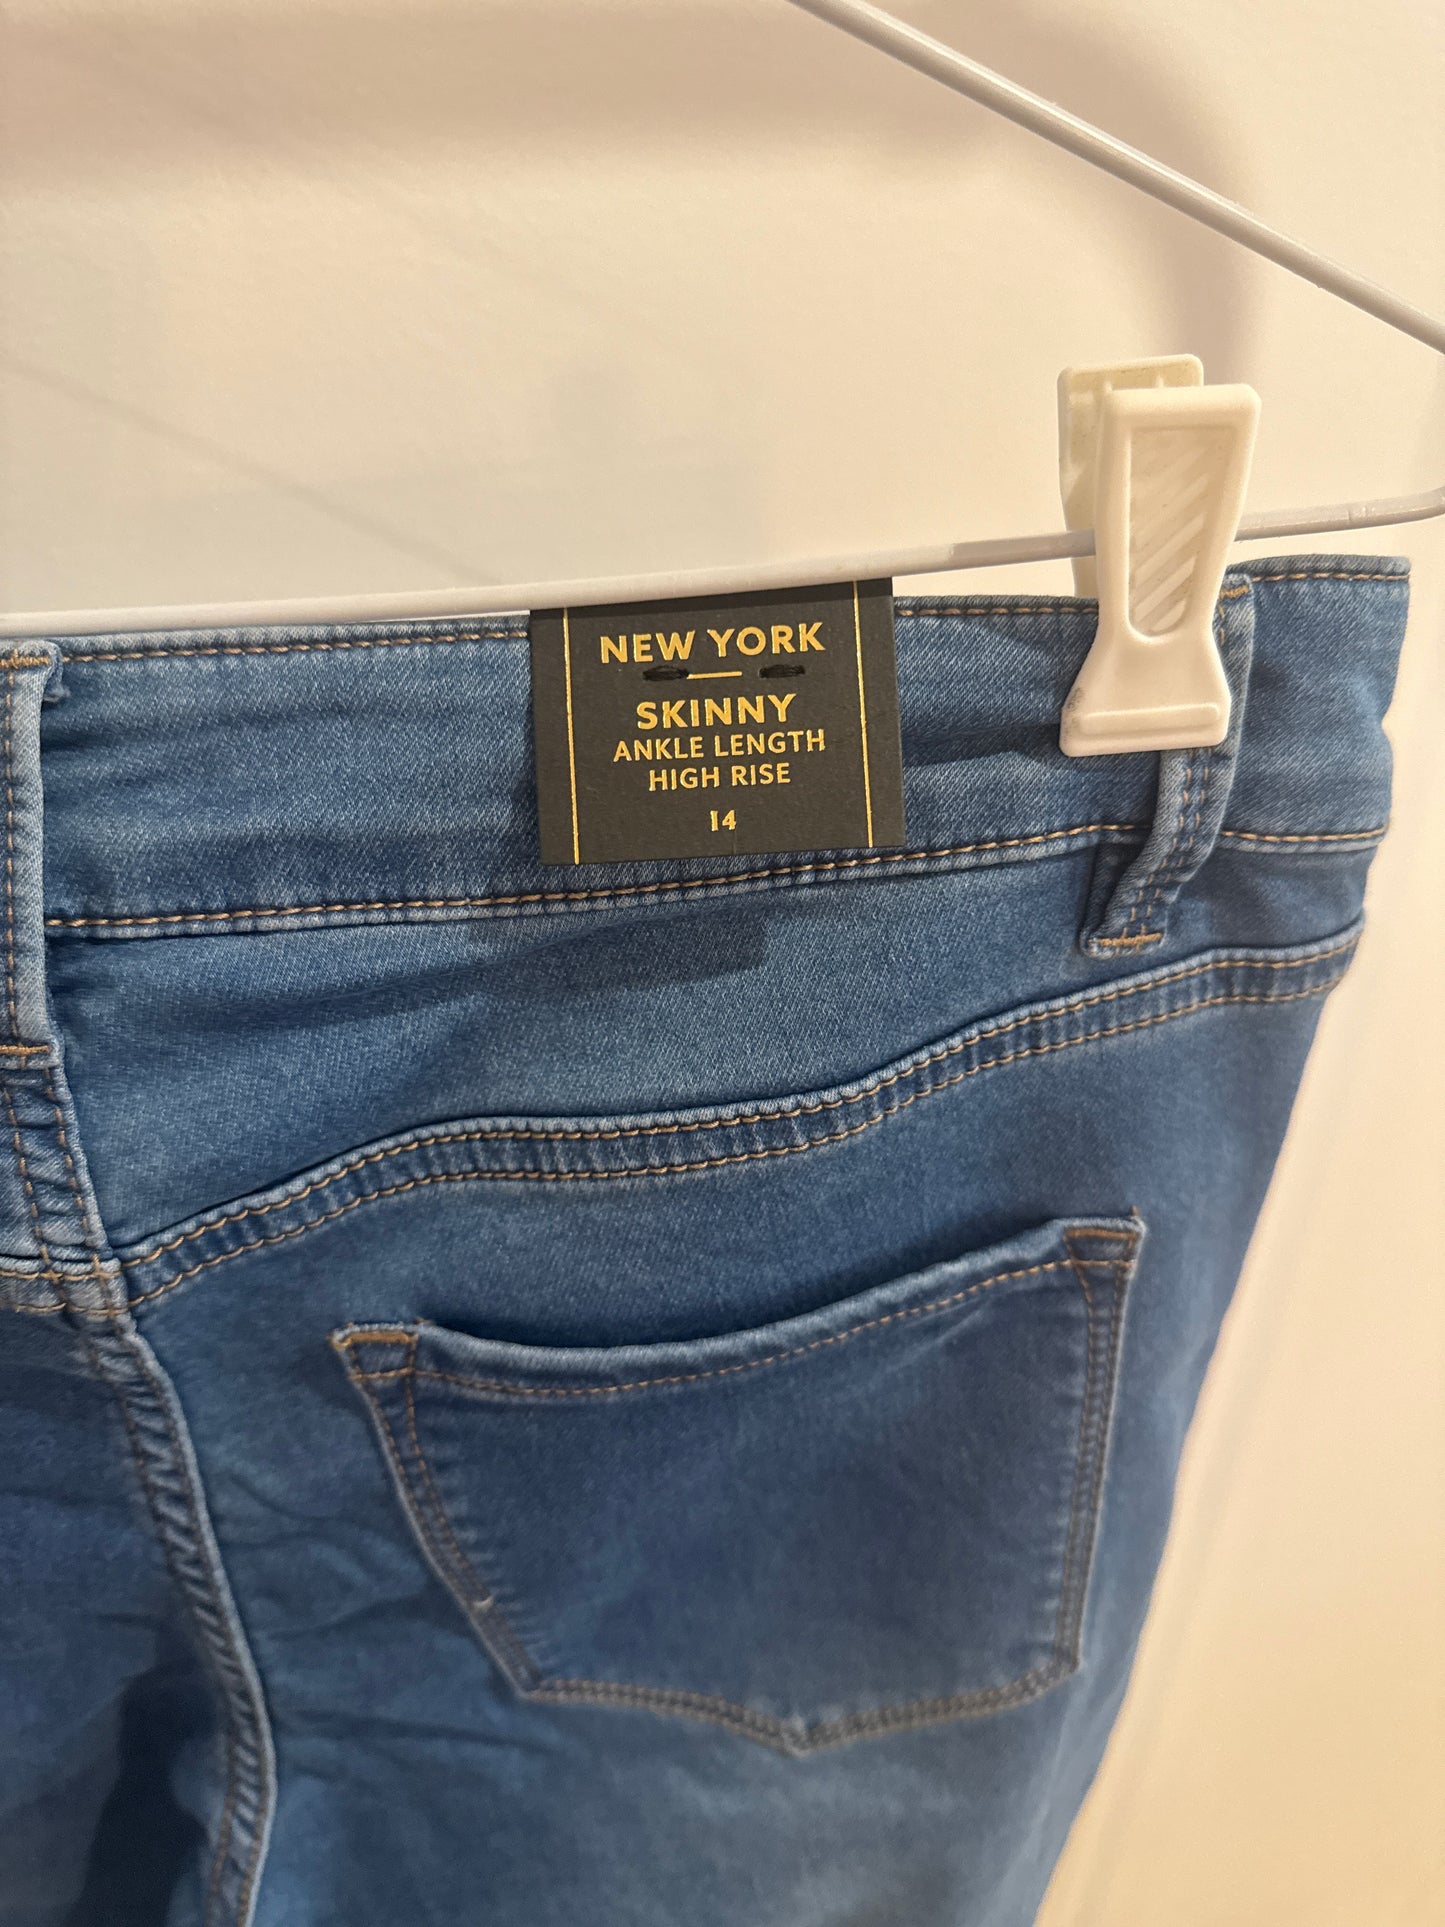 NEW YORK
SKINNY
ANKLE LENGTH
HIGH RISE
14